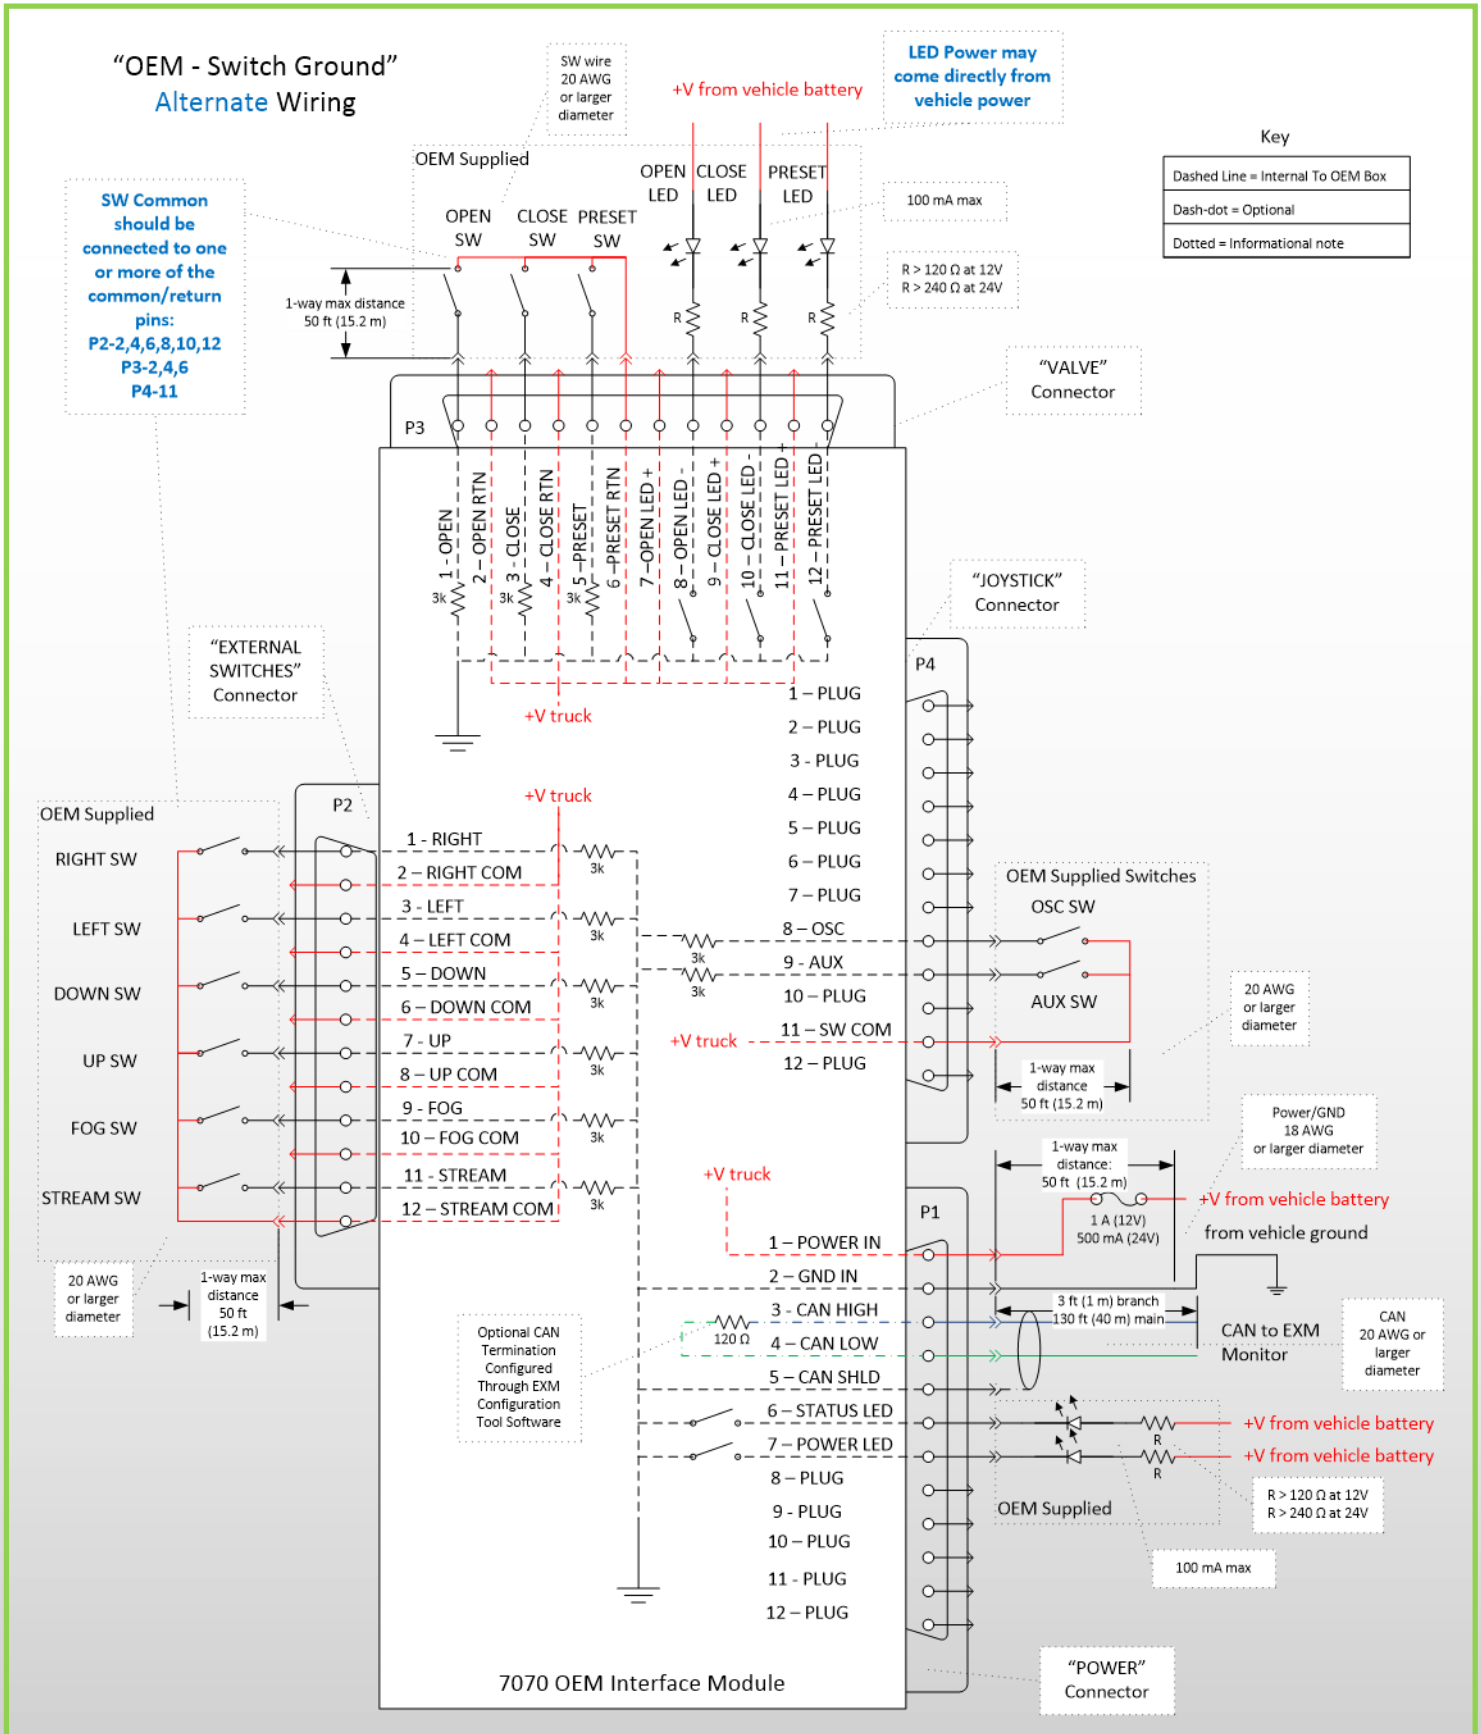 “OEM - Switch Ground”
Alternate Wiring
SW wire
20 AWG
or larger
diameter
+V from vehicle battery
LED Power may
come directly from
vehicle power
Key
Dashed Line = Internal To OEM Box
Dash-dot = Optional
Dotted = Informational note
SW Common
should be
connected to one
or more of the
common/return
pins:
P2-2,4,6,8,10,12
P3-2,4,6
P4-11
OEM Supplied
OPEN
SW
CLOSE
SW
PRESET
SW
OPEN
LED
CLOSE
LED
PRESET
LED
100 mA max
R > 120 Ω at 12V
R > 240 Ω at 24V
1-way max distance
50 ft (15.2 m)
R
R
R
“VALVE”
Connector
P3
1 - OPEN
2 – OPEN RTN
3 - CLOSE
4 – CLOSE RTN
5 –PRESET
6 –PRESET RTN
7 –OPEN LED +
8 – OPEN LED -
9 – CLOSE LED +
10 – CLOSE LED -
11 – PRESET LED +
12 – PRESET LED -
3k
3k
3k
+V truck
“JOYSTICK”
Connector
P4
1 – PLUG
2 – PLUG
3 - PLUG
4 – PLUG
5 – PLUG
6 – PLUG
7 – PLUG
8 – OSC
9 - AUX
10 – PLUG
11 – SW COM
12 – PLUG
3k
3k
+V truck
OEM Supplied Switches
OSC SW
AUX SW
20 AWG
or larger
diameter
1-way max
distance
50 ft (15.2 m)
“EXTERNAL
SWITCHES”
Connector
P2
+V truck
OEM Supplied
RIGHT SW
LEFT SW
DOWN SW
UP SW
FOG SW
STREAM SW
1 - RIGHT
2 – RIGHT COM
3 - LEFT
4 – LEFT COM
5 – DOWN
6 – DOWN COM
7 - UP
8 – UP COM
9 - FOG
10 – FOG COM
11 - STREAM
12 – STREAM COM
3k
3k
3k
3k
3k
3k
20 AWG
or larger
diameter
1-way max
distance
50 ft
(15.2 m)
Power/GND
18 AWG
or larger diameter
1-way max
distance:
50 ft (15.2 m)
+V truck
P1
+V from vehicle battery
1 A (12V)
500 mA (24V)
from vehicle ground
1 – POWER IN
2 – GND IN
3 - CAN HIGH
4 – CAN LOW
5 – CAN SHLD
6 – STATUS LED
7 – POWER LED
8 – PLUG
9 - PLUG
10 – PLUG
11 - PLUG
12 – PLUG
120 Ω
Optional CAN
Termination
Configured
Through EXM
Configuration
Tool Software
3 ft (1 m) branch
130 ft (40 m) main
CAN to EXM
Monitor
CAN
20 AWG or
larger
diameter
+V from vehicle battery
+V from vehicle battery
R
R
OEM Supplied
R > 120 Ω at 12V
R > 240 Ω at 24V
100 mA max
“POWER”
Connector
7070 OEM Interface Module